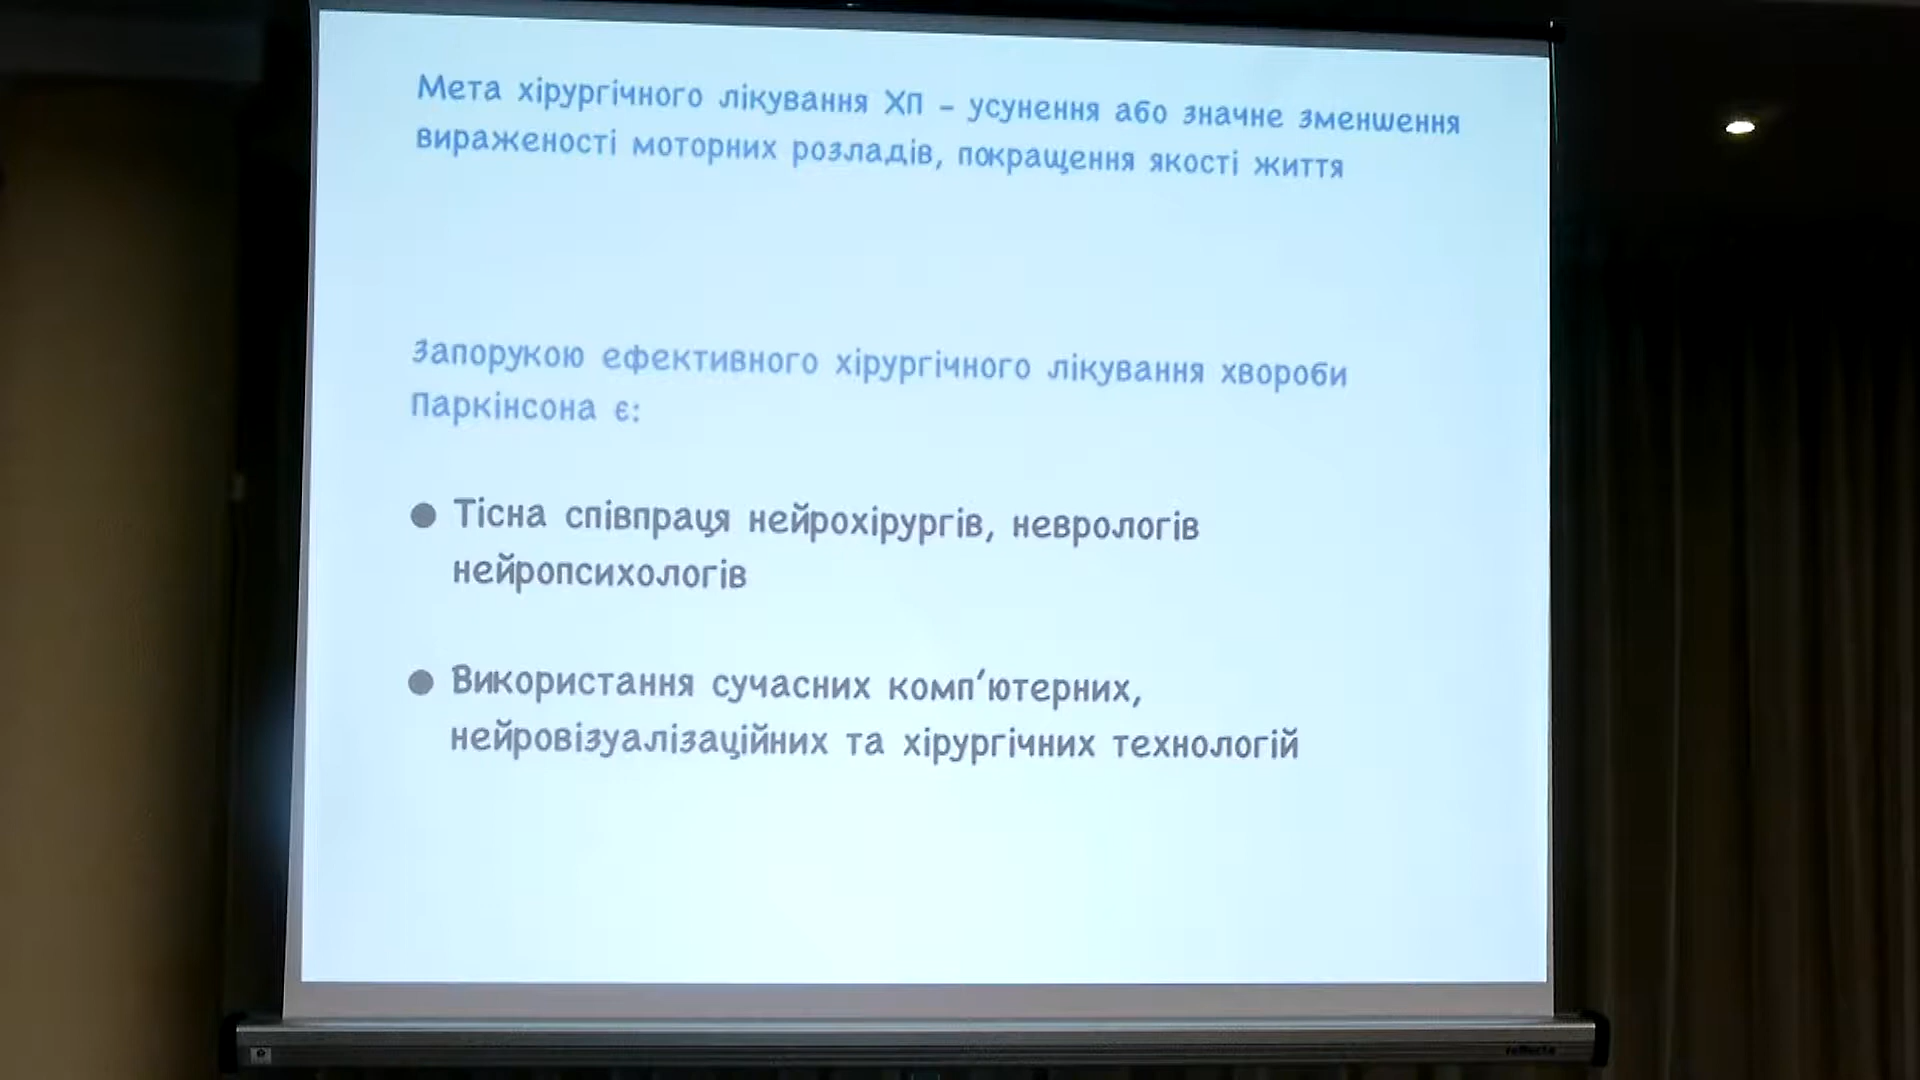 Мета хірургічного лікування ХП – усунення або значне зменшення
вираженості моторних розладів, покращення якості життя
Запорукою ефективного хірургічного лікування хвороби
Паркінсона є:
● Тісна співпраця нейрохірургів, неврологів
нейропсихологів
● Використання сучасних комп’ютерних,
нейровізуалізаційних та хірургічних технологій